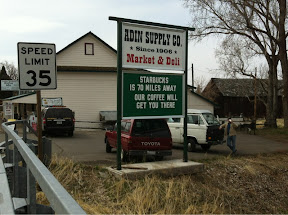 SPEED
LIMIT
35
ADIN SUPPLY CO.
Since 1906
Market & Deli
STARBUCKS
IS 70 MILES AWAY
OUR COFFEE WILL
GET YOU THERE
TOYOTA